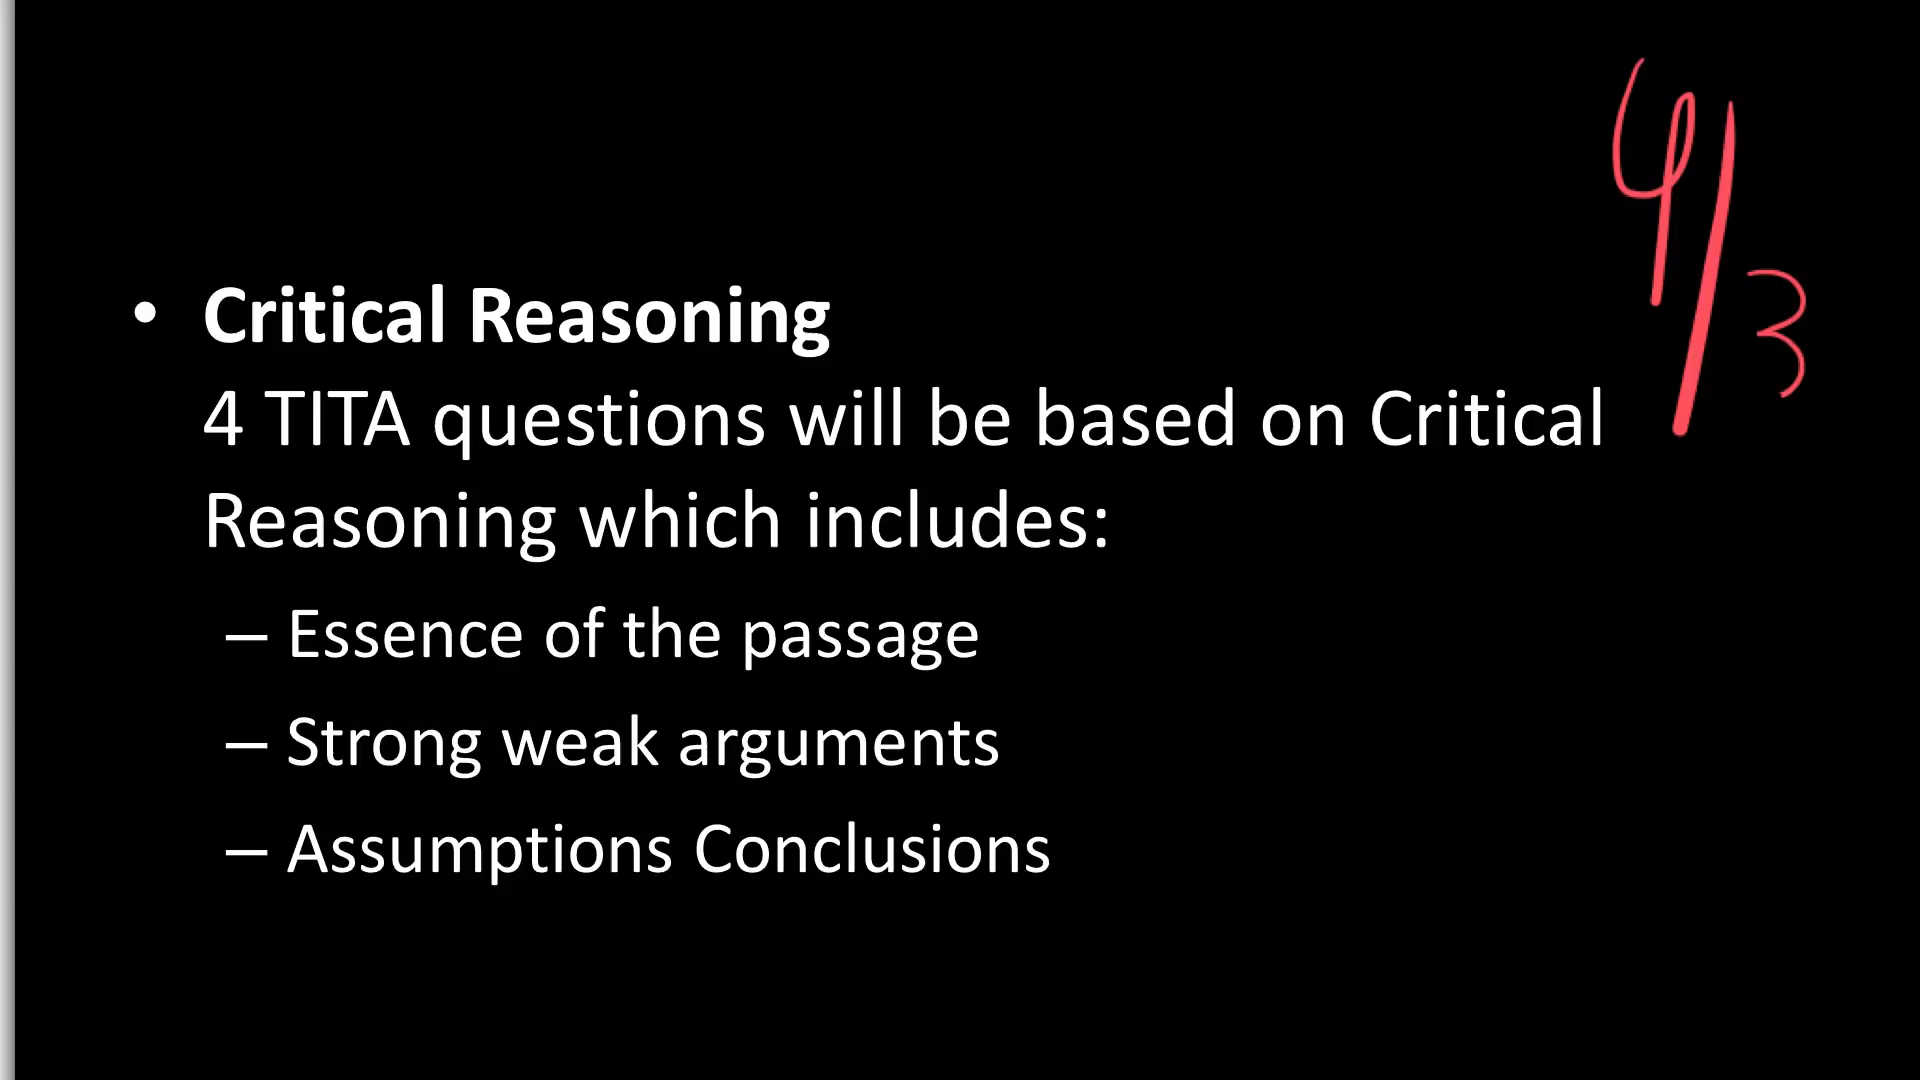 4/3
• Critical Reasoning
4 TITA questions will be based on Critical
Reasoning which includes:
– Essence of the passage
– Strong weak arguments
– Assumptions Conclusions